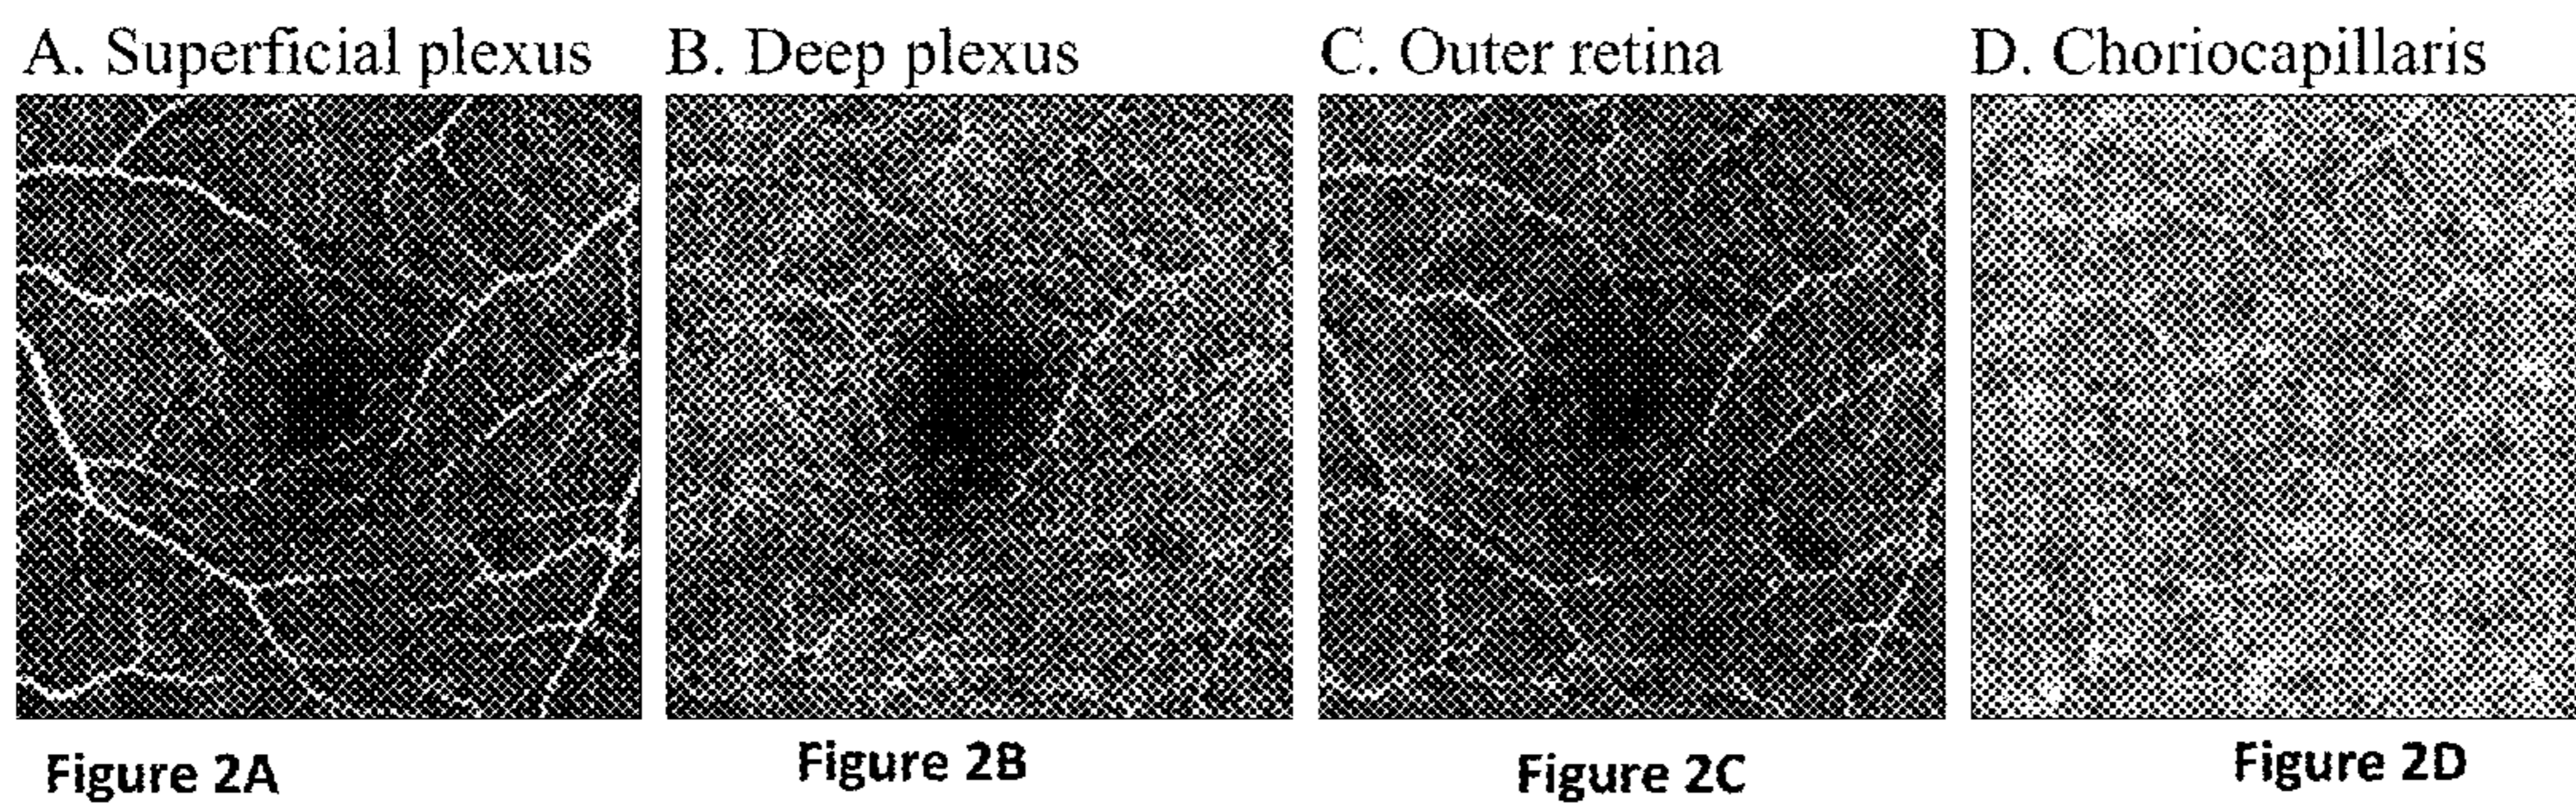 A. Superficial plexus
B. Deep plexus
C. Outer retina
D. Choriocapillaris
Figure 2A
Figure 2B
Figure 2C
Figure 2D